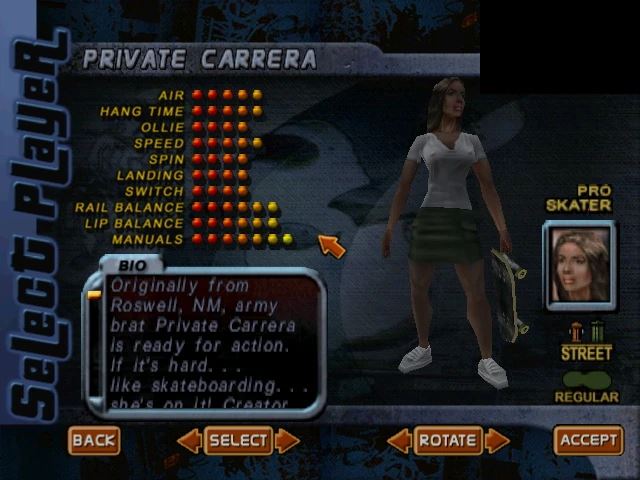 Select Player
PRIVATE CARRERA
AIR
HANG TIME
OLLIE
SPEED
SPIN
LANDING
SWITCH
RAIL BALANCE
LIP BALANCE
MANUALS
PRO
SKATER
BIO
Originally from
Roswell, NM, army
brat Private Carrera
is ready for action.
If it's hard. . .
like skateboarding. . .
she's on it! Creator
STREET
REGULAR
BACK
SELECT
ROTATE
ACCEPT